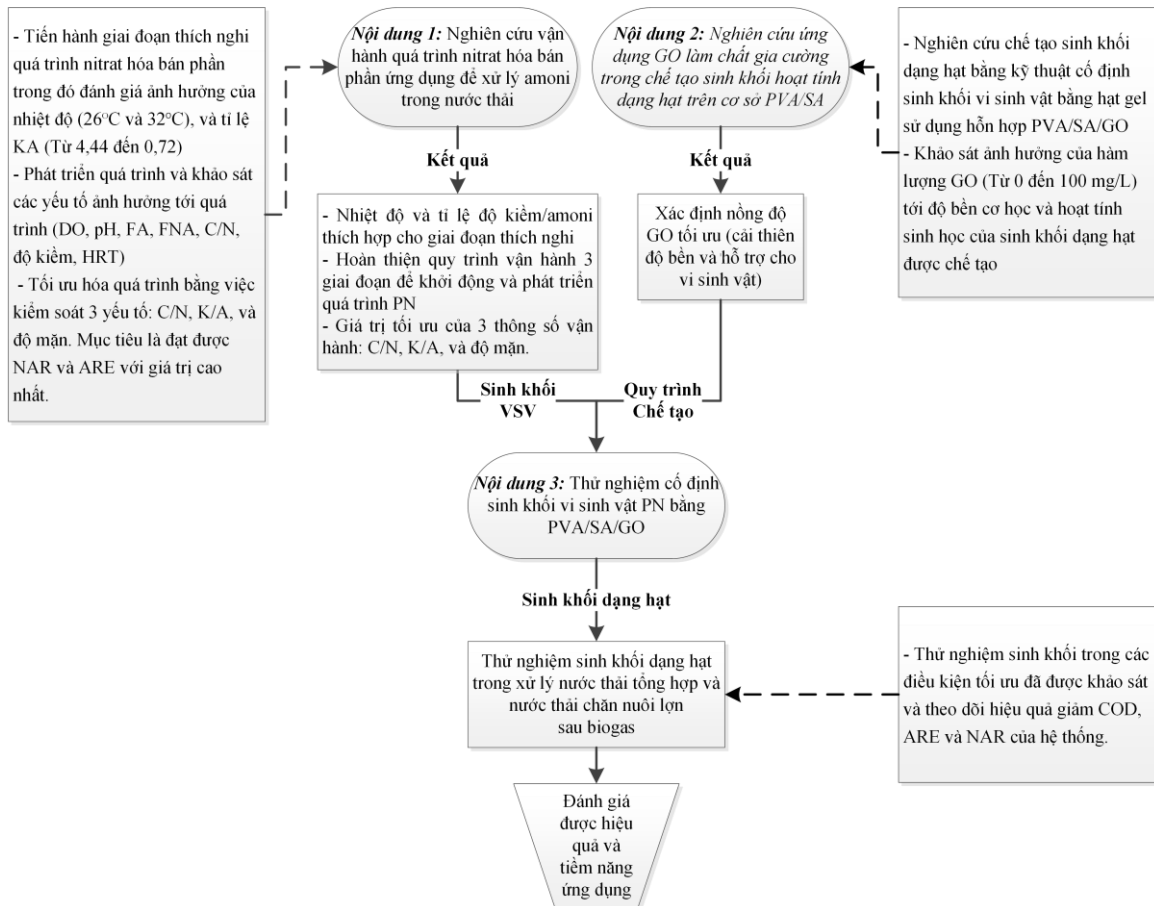 - Tiến hành giai đoạn thích nghi
quá trình nitrat hóa bán phần
trong đó đánh giá ảnh hưởng của
nhiệt độ (26°C và 32°C), và tỉ lệ
KA (Từ 4,44 đến 0,72)
- Phát triển quá trình và khảo sát
các yếu tố ảnh hưởng tới quá
trình (DO, pH, FA, FNA, C/N,
độ kiềm, HRT)
- Tối ưu hóa quá trình bằng việc
kiểm soát 3 yếu tố: C/N, K/A, và
độ mặn. Mục tiêu là đạt được
NAR và ARE với giá trị cao
nhất.
Nội dung 1: Nghiên cứu vận
hành quá trình nitrat hóa bán
phần ứng dụng để xử lý amoni
trong nước thải
Nội dung 2: Nghiên cứu ứng
dụng GO làm chất gia cường
trong chế tạo sinh khối hoạt tính
dạng hạt trên cơ sở PVA/SA
- Nghiên cứu chế tạo sinh khối
dạng hạt bằng kỹ thuật cố định
sinh khối vi sinh vật bằng hạt gel
sử dụng hỗn hợp PVA/SA/GO
- Khảo sát ảnh hưởng của hàm
lượng GO (Từ 0 đến 100 mg/L)
tới độ bền cơ học và hoạt tính
sinh học của sinh khối dạng hạt
được chế tạo
Kết quả
Kết quả
- Nhiệt độ và tỉ lệ độ kiềm/amoni
thích hợp cho giai đoạn thích nghi
- Hoàn thiện quy trình vận hành 3
giai đoạn để khởi động và phát triển
quá trình PN
- Giá trị tối ưu của 3 thông số vận
hành: C/N, K/A, và độ mặn.
Xác định nồng độ
GO tối ưu (cải thiên
độ bền và hỗ trợ cho
vi sinh vật)
Sinh khối
VSV
Quy trình
Chế tạo
Nội dung 3: Thử nghiệm cố định
sinh khối vi sinh vật PN bằng
PVA/SA/GO
Sinh khối dạng hạt
Thử nghiệm sinh khối dạng hạt
trong xử lý nước thải tổng hợp và
nước thải chăn nuôi lợn
sau biogas
- Thử nghiệm sinh khối trong các
điều kiện tối ưu đã được khảo sát
và theo dõi hiệu quả giảm COD,
ARE và NAR của hệ thống.
Đánh giá
được hiệu
quả và
tiềm năng
ứng dụng